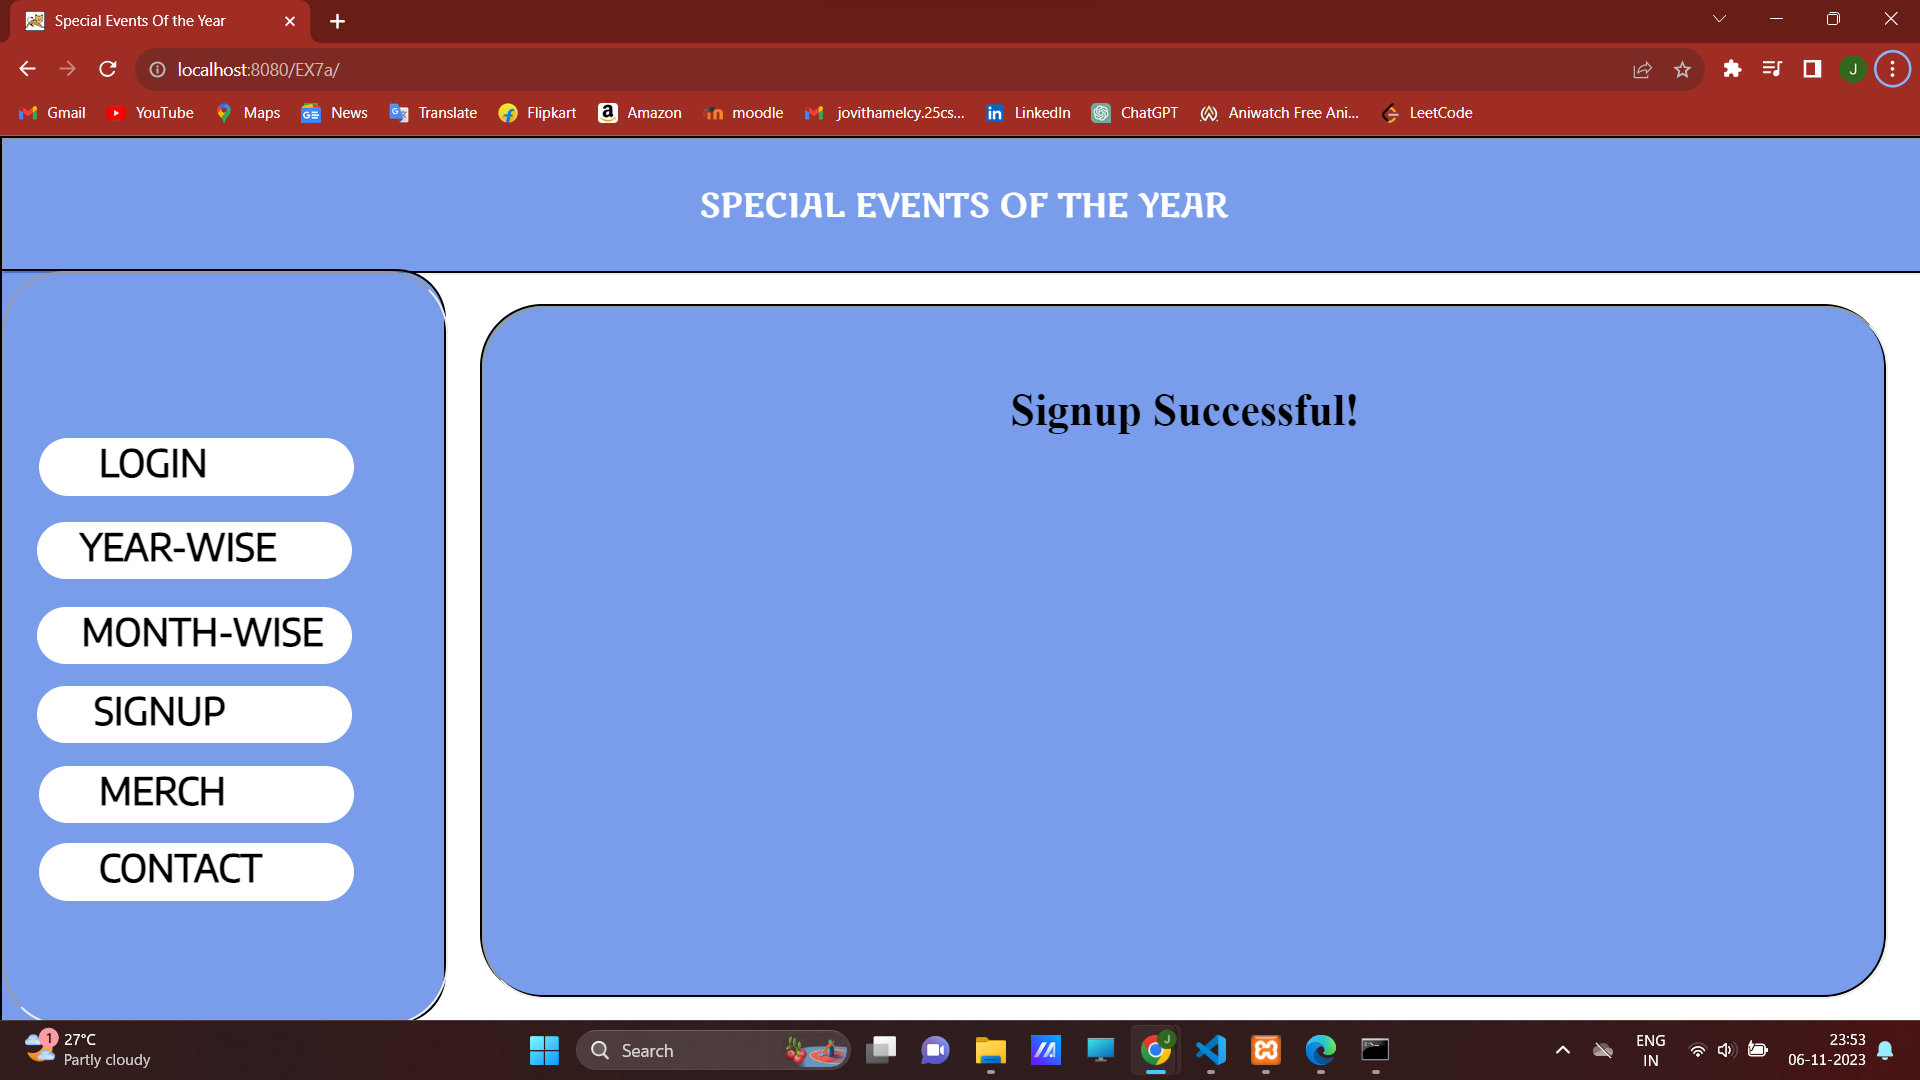 Special Events Of the Year
localhost:8080/EX7a/
J
Gmail
YouTube
Maps
News
Translate
Flipkart
Amazon
moodle
jovithamelcy.25cs...
LinkedIn
ChatGPT
Aniwatch Free Ani...
LeetCode
SPECIAL EVENTS OF THE YEAR
Signup Successful!
LOGIN
YEAR-WISE
MONTH-WISE
SIGNUP
MERCH
CONTACT
1
27°C
Partly cloudy
Search
J
ENG
IN
23:53
06-11-2023